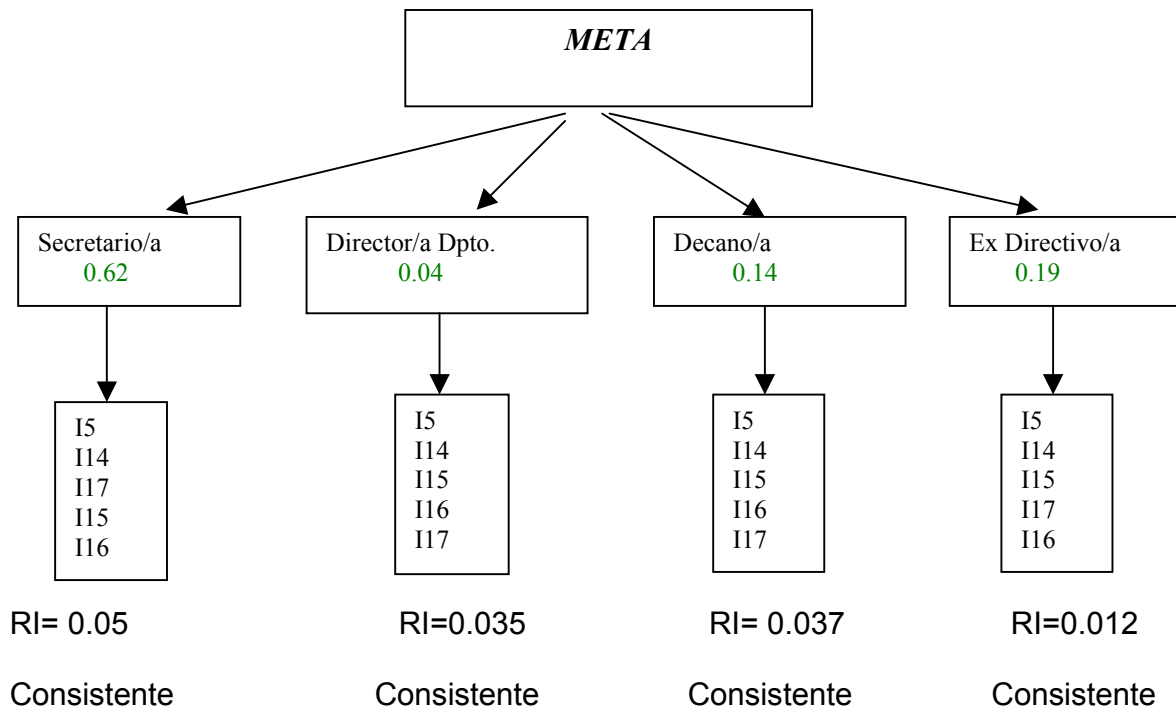 META
Secretario/a
0.62
Director/a Dpto.
0.04
Decano/a
0.14
Ex Directivo/a
0.19
I5
I14
I17
I15
I16
I5
I14
I15
I16
I17
I5
I14
I15
I16
I17
I5
I14
I15
I17
I16
RI= 0.05
RI=0.035
RI= 0.037
RI=0.012
Consistente
Consistente
Consistente
Consistente